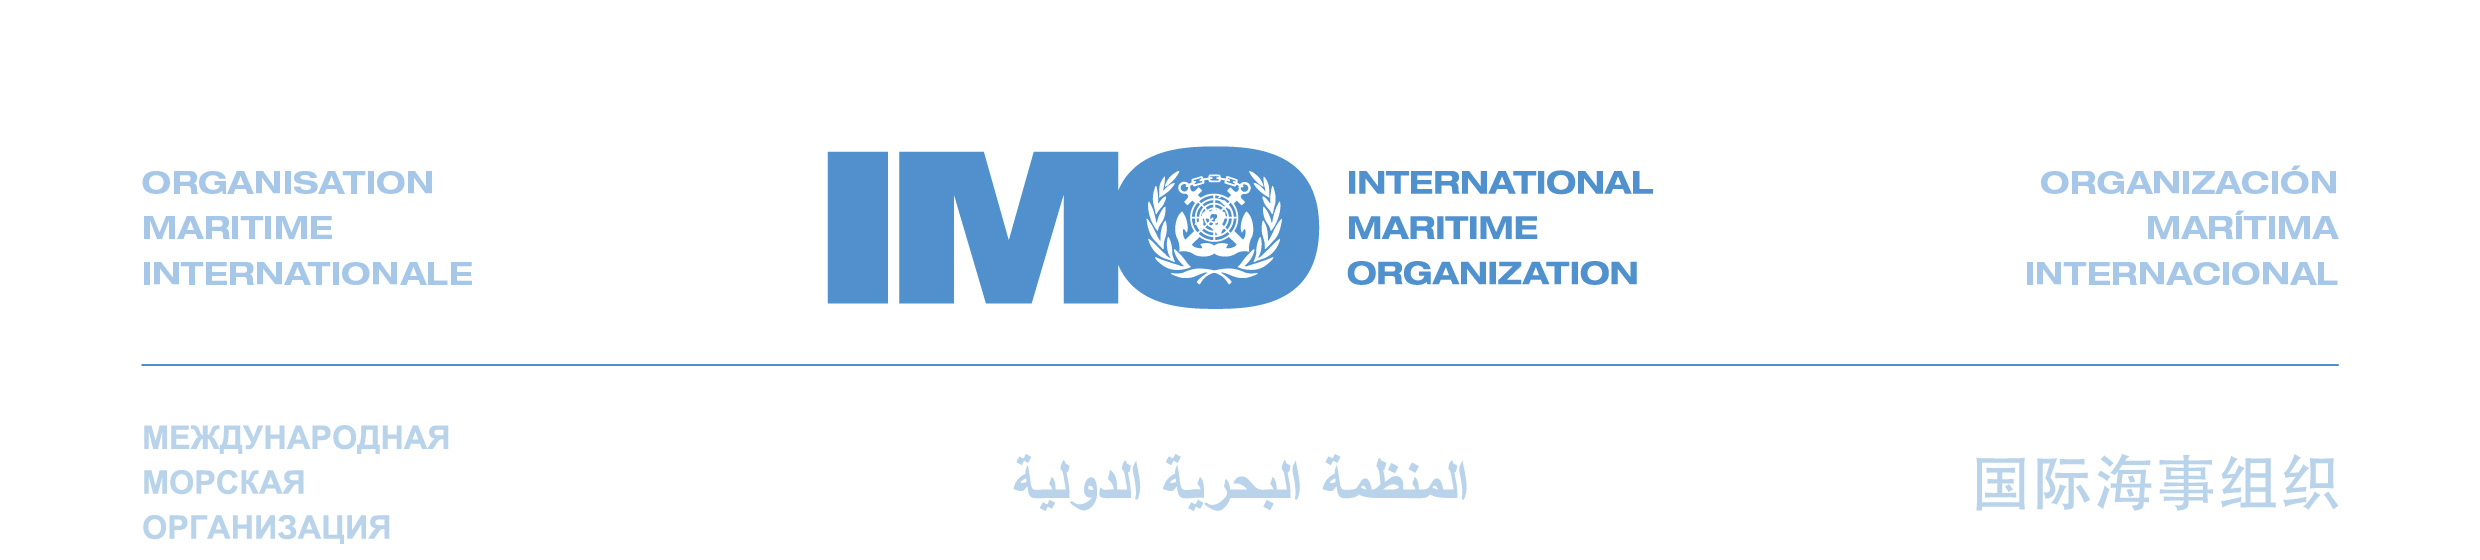 ORGANISATION
MARITIME
INTERNATIONALE
IMO
INTERNATIONAL
MARITIME
ORGANIZATION
ORGANIZACIÓN
MARÍTIMA
INTERNACIONAL
МЕЖДУНАРОДНАЯ
МОРСКАЯ
ОРГАНИЗАЦИЯ
المنظمة البحرية الدولية
国际海事组织